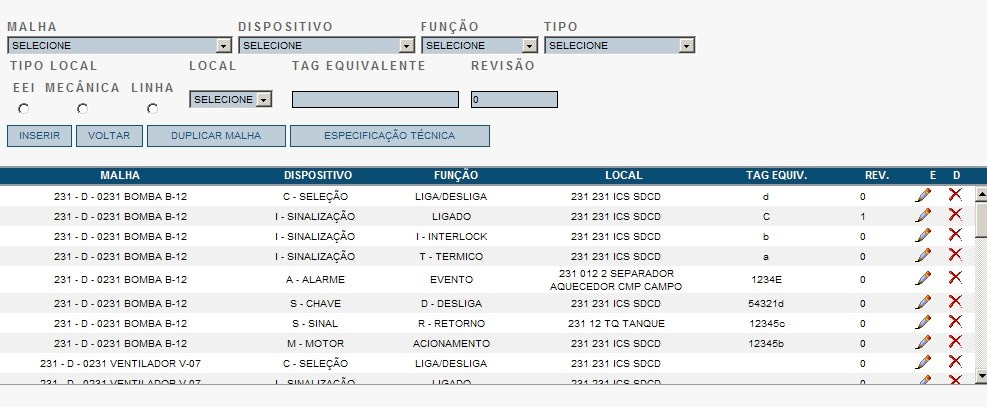 MALHA DISPOSITIVO FUNÇÃO TIPO
SELECIONE SELECIONE SELECIONE SELECIONE
TIPO LOCAL LOCAL TAG EQUIVALENTE REVISÃO
EEI MECÂNICA LINHA
SELECIONE 0
INSERIR VOLTAR DUPLICAR MALHA ESPECIFICAÇÃO TÉCNICA
MALHA DISPOSITIVO FUNÇÃO LOCAL TAG EQUIV. REV. E D
231 - D - 0231 BOMBA B-12 C - SELEÇÃO LIGA/DESLIGA 231 231 ICS SDCD d 0
231 - D - 0231 BOMBA B-12 I - SINALIZAÇÃO LIGADO 231 231 ICS SDCD C 1
231 - D - 0231 BOMBA B-12 I - SINALIZAÇÃO I - INTERLOCK 231 231 ICS SDCD b 0
231 - D - 0231 BOMBA B-12 I - SINALIZAÇÃO T - TERMICO 231 231 ICS SDCD a 0
231 - D - 0231 BOMBA B-12 A - ALARME EVENTO 231 012 2 SEPARADOR 1234E 0
AQUECEDOR CMP CAMPO
231 - D - 0231 BOMBA B-12 S - CHAVE D - DESLIGA 231 231 ICS SDCD 54321d 0
231 - D - 0231 BOMBA B-12 S - SINAL R - RETORNO 231 12 TQ TANQUE 12345c 0
231 - D - 0231 BOMBA B-12 M - MOTOR ACIONAMENTO 231 231 ICS SDCD 12345b 0
231 - D - 0231 VENTILADOR V-07 C - SELEÇÃO LIGA/DESLIGA 231 231 ICS SDCD 0
231 - D - 0231 VENTILADOR V-07 I - SINALIZAÇÃO LIGADO 231 231 ICS SDCD 0